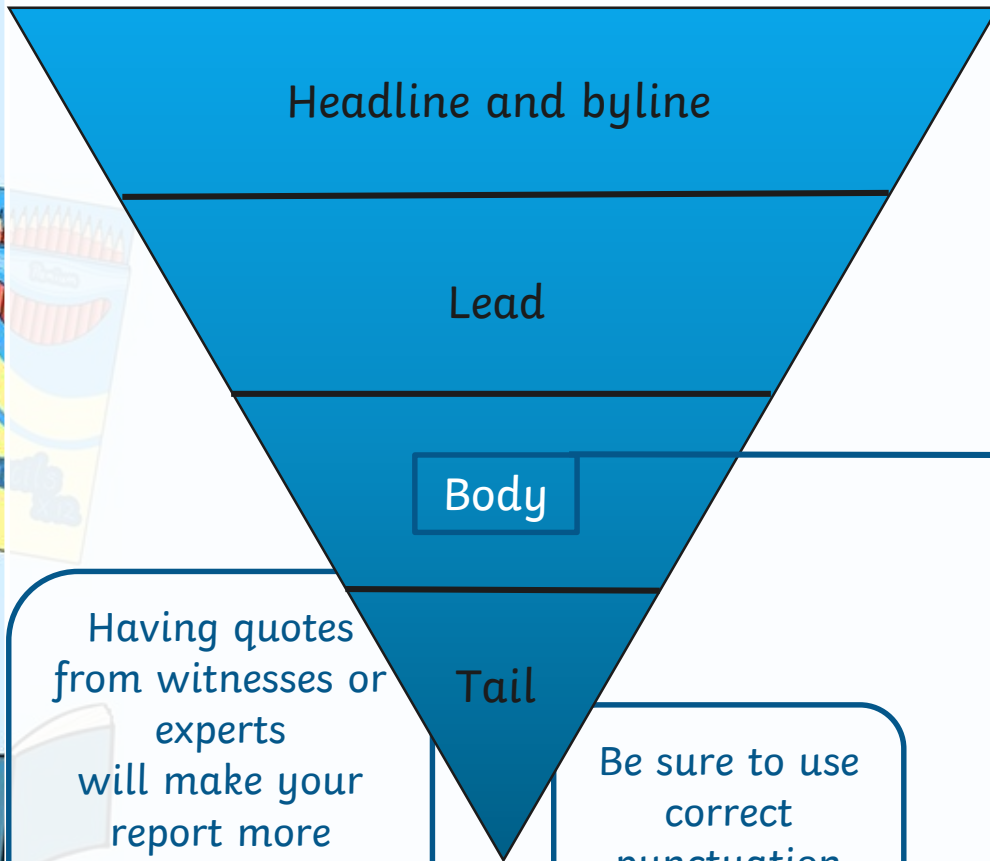 Headline and byline
Lead
Body
Tail
Having quotes
from witnesses or
experts
will make your
report more
Be sure to use
correct
punctuation